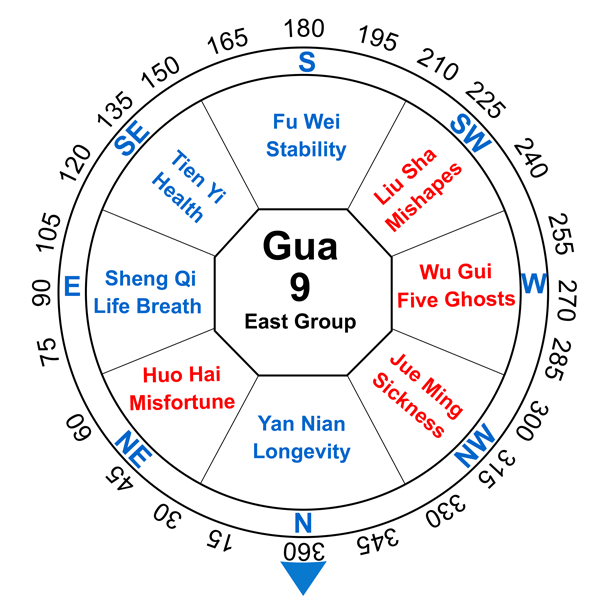 180
195
210
225
240
255
270
285
300
315
330
345
360
15
30
45
60
75
90
105
120
135
150
165
S
SW
W
NW
N
NE
E
SE
Fu Wei
Stability
Liu Sha
Mishapes
Wu Gui
Five Ghosts
Jue Ming
Sickness
Yan Nian
Longevity
Huo Hai
Misfortune
Sheng Qi
Life Breath
Tien Yi
Health
Gua
9
East Group